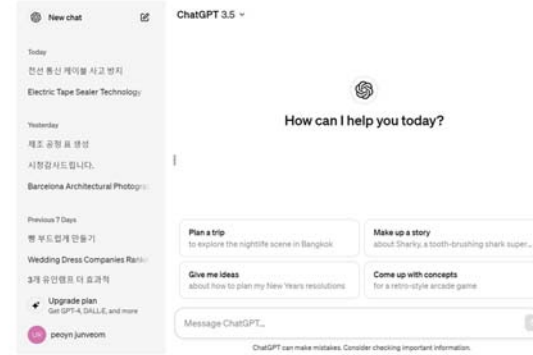 New chat
Today
전선 통신 케이블 사고 방지
Electric Tape Sealer Technology
Yesterday
제조 공정 표 생성
시청감사드립니다.
Barcelona Architectural Photogra
Previous 7 Days
빵 부드럽게 만들기
Wedding Dress Companies Ranki
3개 유인램프 더 효과적
Upgrade plan
Get GPT-4, DALL·E, and more
peoyn junveom
ChatGPT 3.5
How can I help you today?
Plan a trip
to explore the nightlife scene in Bangkok
Make up a story
about Sharky, a tooth-brushing shark super...
Give me ideas
about how to plan my New Years resolutions
Come up with concepts
for a retro-style arcade game
Message ChatGPT...
ChatGPT can make mistakes. Consider checking important information.